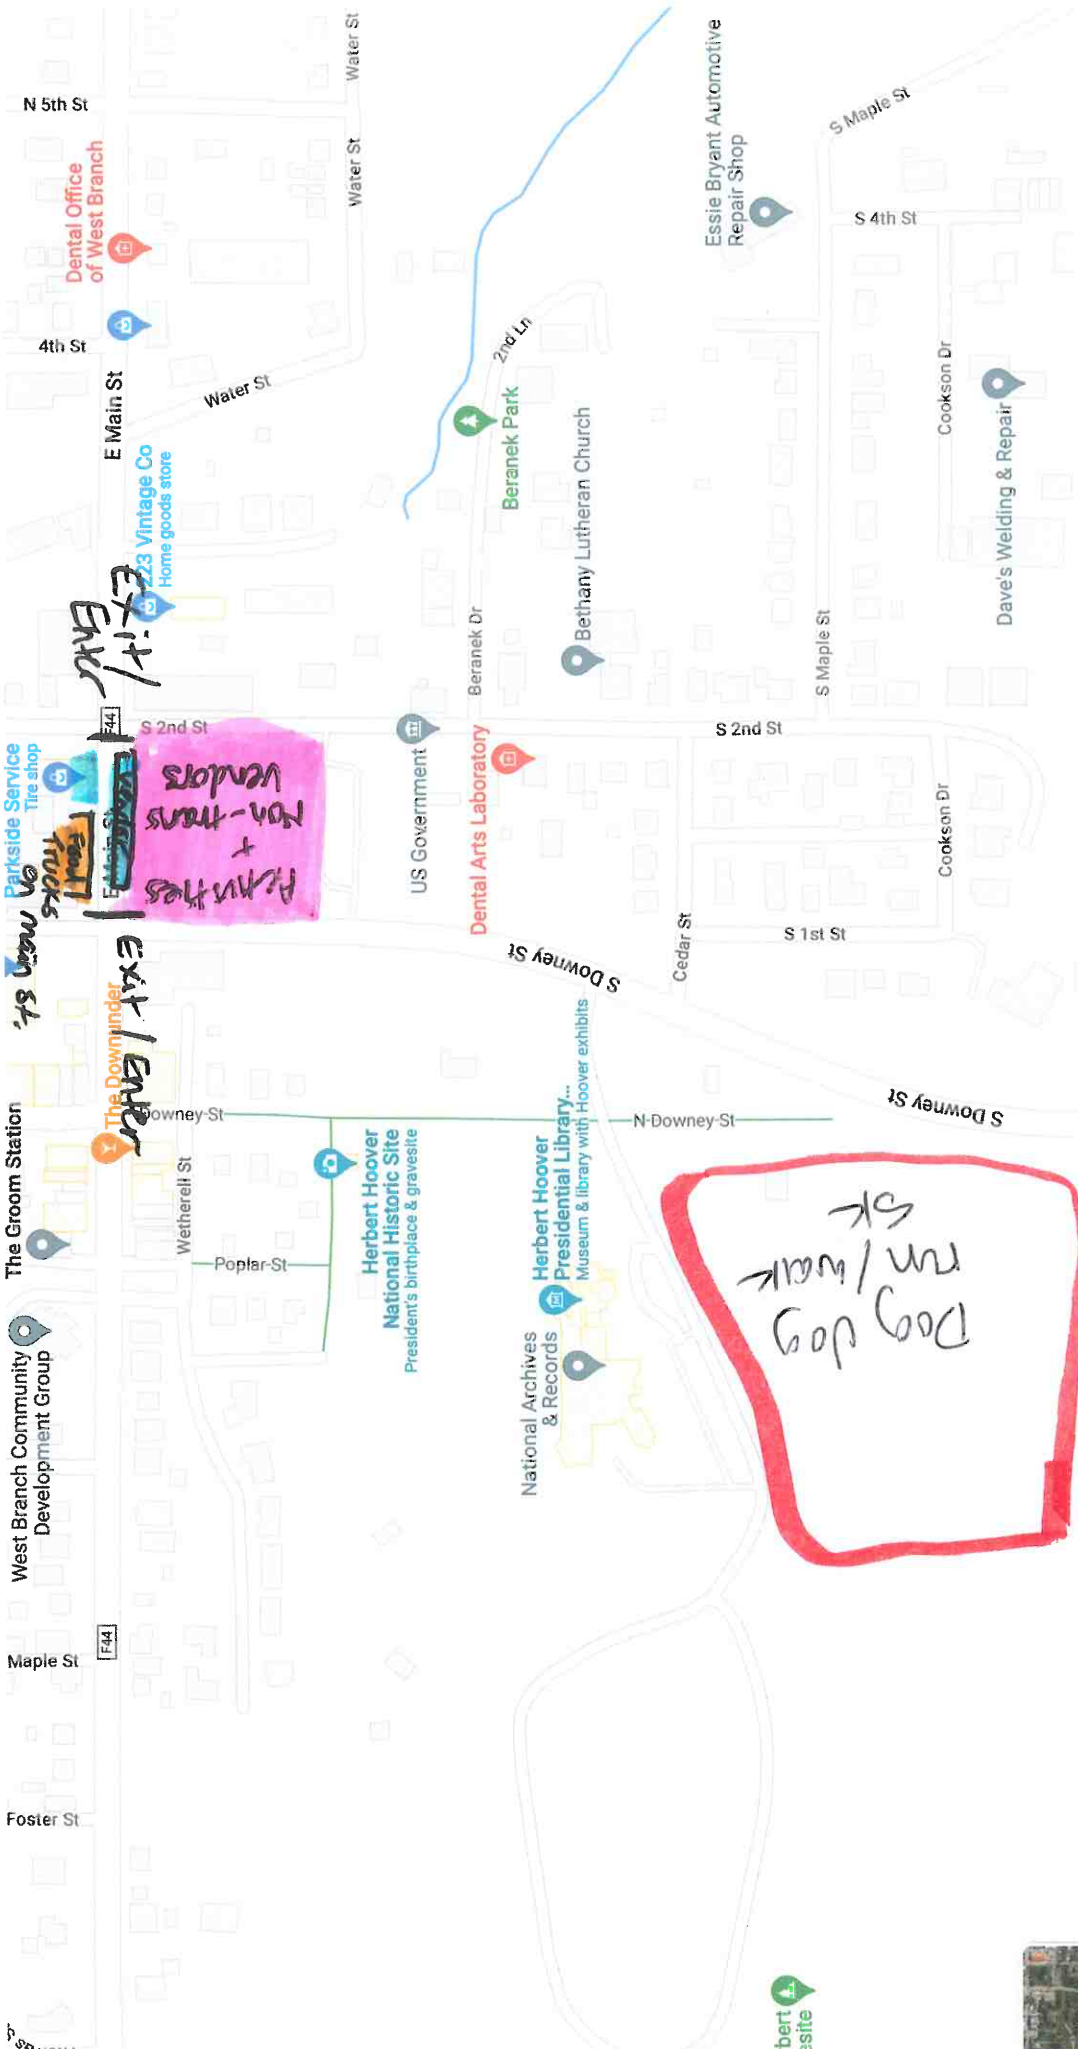 N 5th St
Water St
Water St
Dental Office
of West Branch
4th St
E Main St
Water St
223 Vintage Co
Home goods store
Essie Bryant Automotive
Repair Shop
S Maple St
S 4th St
2nd Ln
Beranek Park
Cookson Dr
Dave's Welding & Repair
Bethany Lutheran Church
Beranek Dr
S Maple St
Exit/
Enter
F44
S 2nd St
S 2nd St
Parkside Service
Tire shop
Food
trucks
on main st.
E Main St
Activities
+
non-trans
vendors
US Government
Dental Arts Laboratory
Cookson Dr
S 1st St
Cedar St
S Downey St
Exit/Enter
The Downunder
Downey St
N Downey St
S Downey St
The Groom Station
Wetherell St
Poplar St
Herbert Hoover
National Historic Site
President's birthplace & gravesite
Herbert Hoover
Presidential Library...
Museum & library with Hoover exhibits
National Archives
& Records
Dog Jog
run/walk
5K
West Branch Community
Development Group
Maple St
F44
Foster St
bert
esite